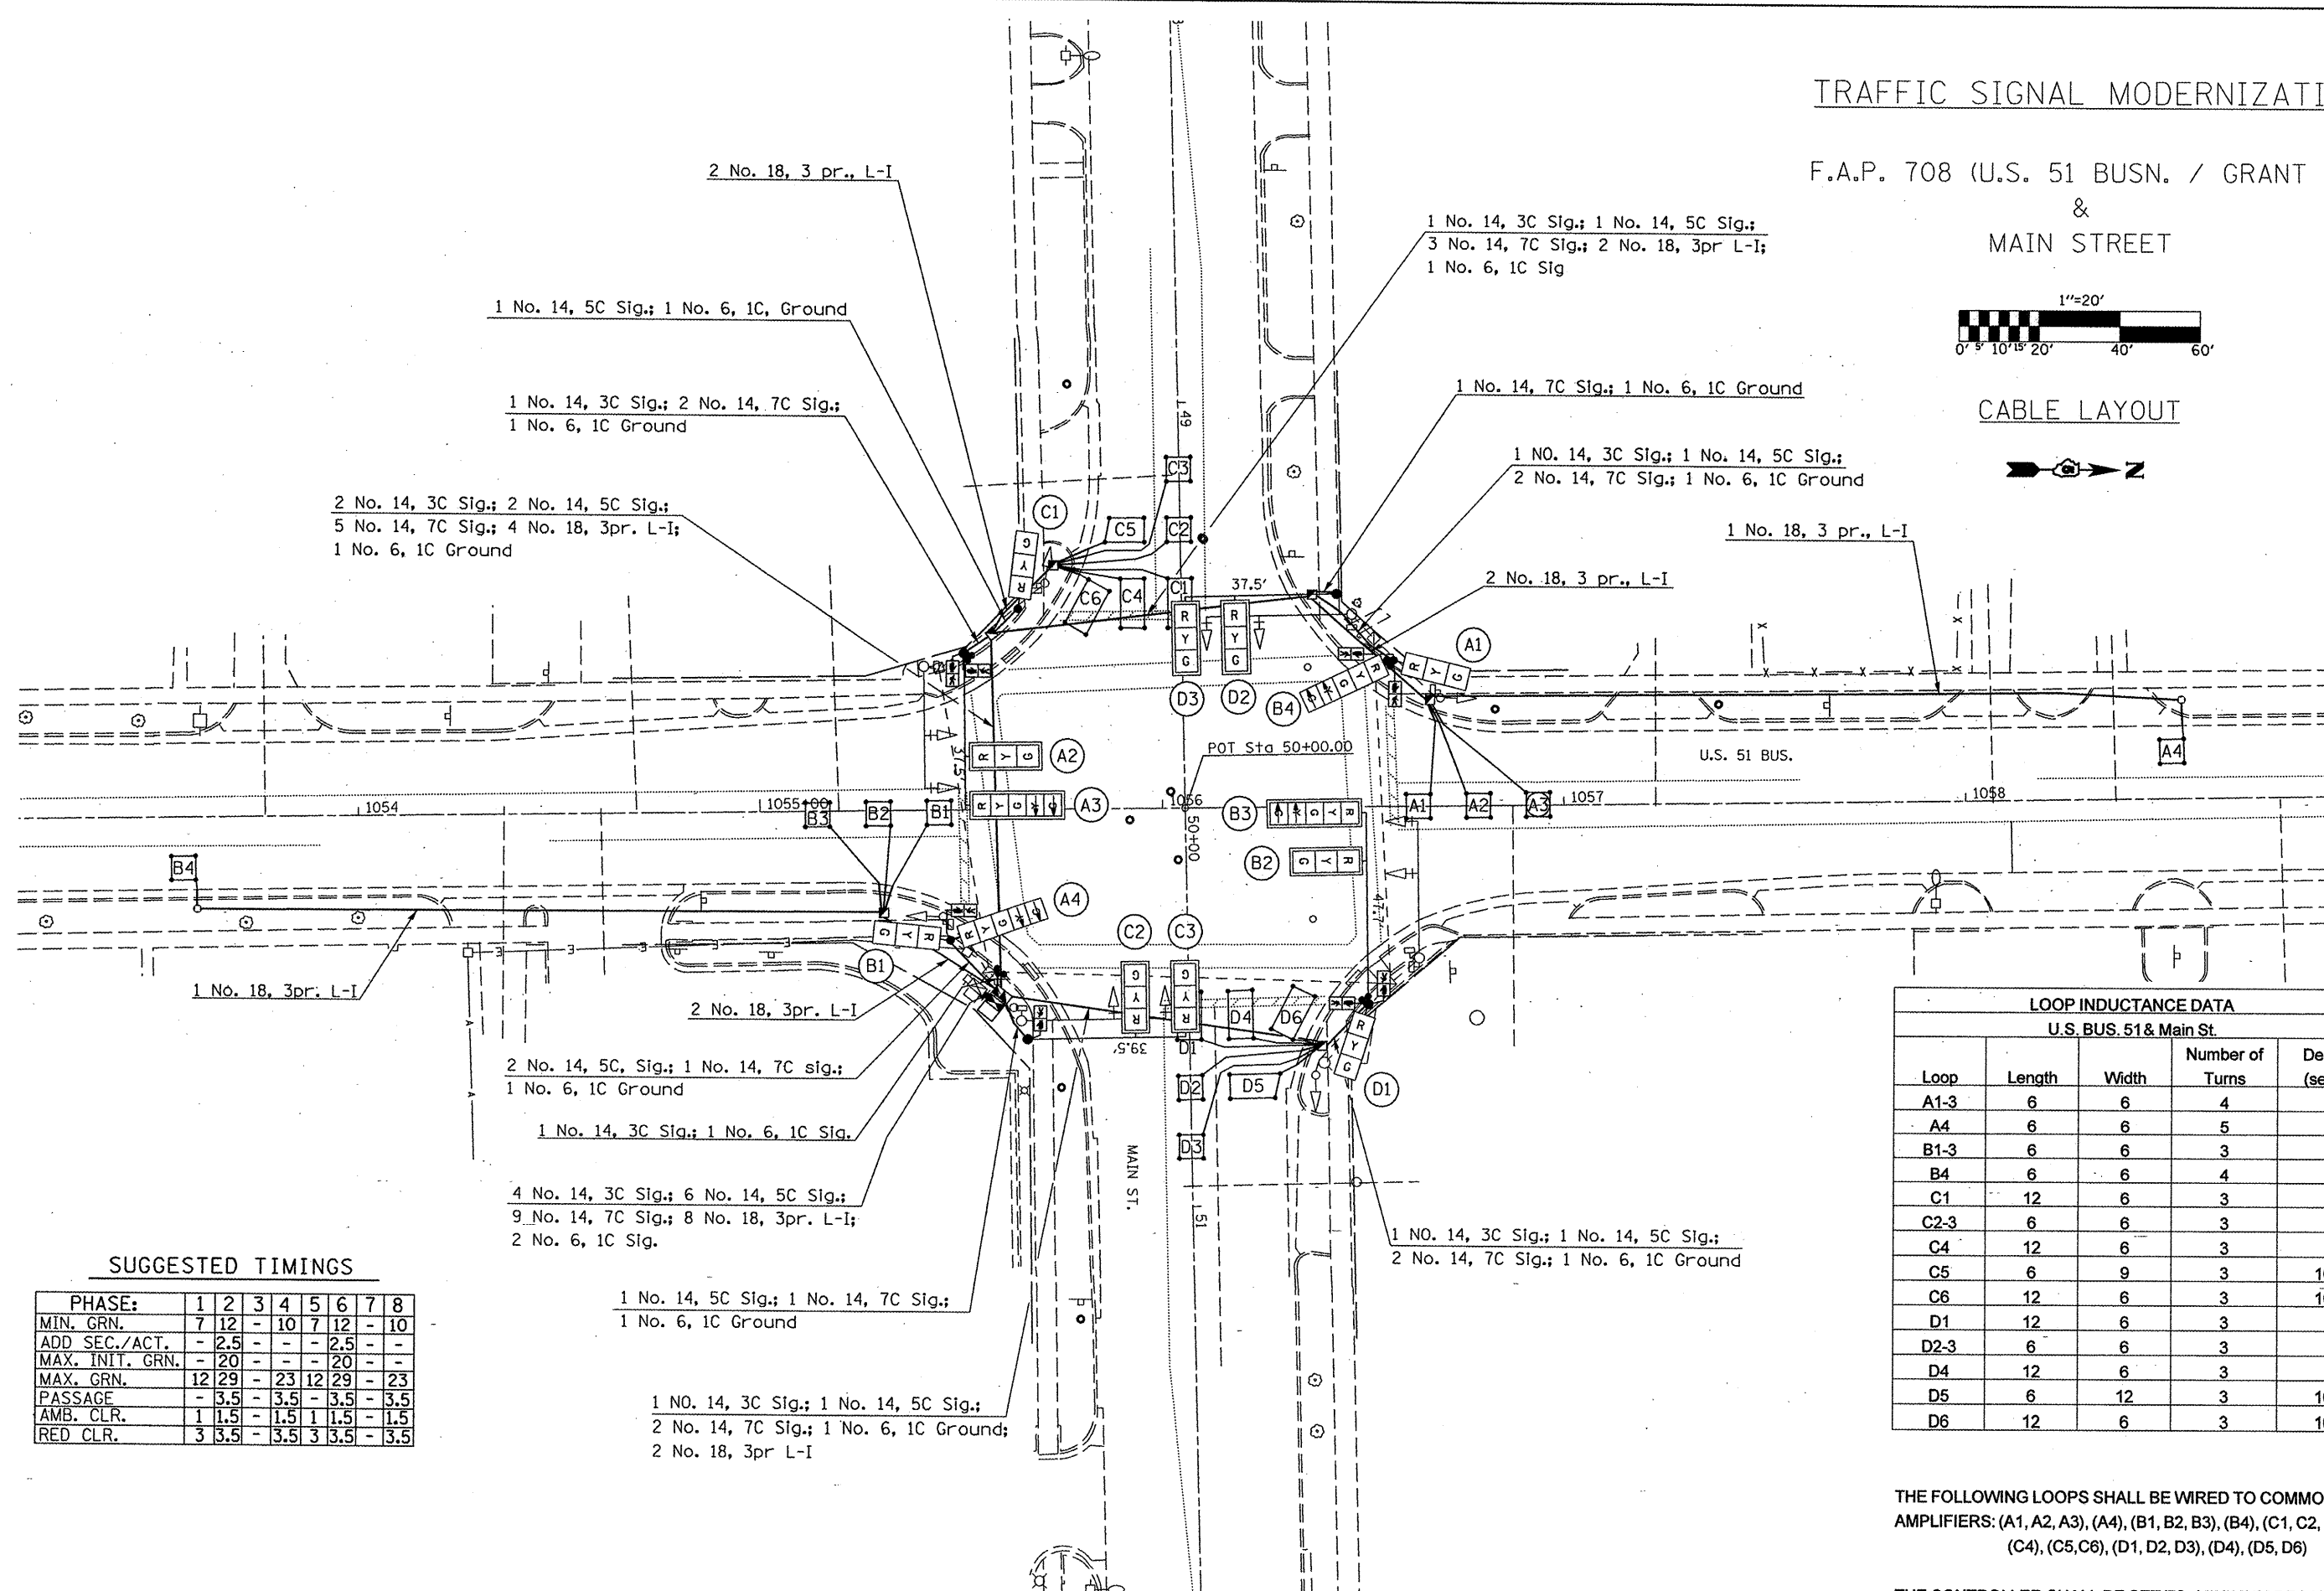 TRAFFIC SIGNAL MODERNIZATI
F.A.P. 708 (U.S. 51 BUSN. / GRANT
&
MAIN STREET
1"=20'
0' 5' 10' 15' 20' 40' 60'
CABLE LAYOUT
N
2 No. 18, 3 pr., L-I
1 No. 14, 5C Sig.; 1 No. 6, 1C, Ground
1 No. 14, 3C Sig.; 2 No. 14, 7C Sig.;
1 No. 6, 1C Ground
2 No. 14, 3C Sig.; 2 No. 14, 5C Sig.;
5 No. 14, 7C Sig.; 4 No. 18, 3pr. L-I;
1 No. 6, 1C Ground
1 No. 14, 3C Sig.; 1 No. 14, 5C Sig.;
3 No. 14, 7C Sig.; 2 No. 18, 3pr L-I;
1 No. 6, 1C Sig
1 No. 14, 7C Sig.; 1 No. 6, 1C Ground
1 NO. 14, 3C Sig.; 1 No. 14, 5C Sig.;
2 No. 14, 7C Sig.; 1 No. 6, 1C Ground
1 No. 18, 3 pr., L-I
2 No. 18, 3 pr., L-I
49
C3
C1
C5
C2
G Y R
C6
C4
C1
37.5'
R Y G
R Y G
D3
D2
B4
R Y G
A1
R Y G
A4
37.5'
R Y G
A2
POT Sta 50+00.00
U.S. 51 BUS.
1054
1055+00
B3
B2
B1
R Y G
A3
1056
B3
G Y R
A1
A2
A3
1057
1058
50+00
B2
G Y R
B4
47.7'
A4
R Y G
G Y R
B1
C2
C3
G Y R
G Y R
D4
D6
R Y G
D1
39.5'
D1
D2
D5
D3
MAIN ST.
51
1 No. 18, 3pr. L-I
2 No. 18, 3pr. L-I
2 No. 14, 5C, Sig.; 1 No. 14, 7C sig.;
1 No. 6, 1C Ground
1 No. 14, 3C Sig.; 1 No. 6, 1C Sig.
4 No. 14, 3C Sig.; 6 No. 14, 5C Sig.;
9 No. 14, 7C Sig.; 8 No. 18, 3pr. L-I;
2 No. 6, 1C Sig.
1 No. 14, 5C Sig.; 1 No. 14, 7C Sig.;
1 No. 6, 1C Ground
1 NO. 14, 3C Sig.; 1 No. 14, 5C Sig.;
2 No. 14, 7C Sig.; 1 No. 6, 1C Ground;
2 No. 18, 3pr L-I
1 NO. 14, 3C Sig.; 1 No. 14, 5C Sig.;
2 No. 14, 7C Sig.; 1 No. 6, 1C Ground
SUGGESTED TIMINGS
PHASE: 1 2 3 4 5 6 7 8
MIN. GRN. 7 12 - 10 7 12 - 10
ADD SEC./ACT. - 2.5 - - - 2.5 - -
MAX. INIT. GRN. - 20 - - - 20 - -
MAX. GRN. 12 29 - 23 12 29 - 23
PASSAGE - 3.5 - 3.5 - 3.5 - 3.5
AMB. CLR. 1 1.5 - 1.5 1 1.5 - 1.5
RED CLR. 3 3.5 - 3.5 3 3.5 - 3.5
LOOP INDUCTANCE DATA
U.S. BUS. 51 & Main St.
Number of De
Loop Length Width Turns (se
A1-3 6 6 4
A4 6 6 5
B1-3 6 6 3
B4 6 6 4
C1 12 6 3
C2-3 6 6 3
C4 12 6 3
C5 6 9 3 1
C6 12 6 3 1
D1 12 6 3
D2-3 6 6 3
D4 12 6 3
D5 6 12 3 1
D6 12 6 3 1
THE FOLLOWING LOOPS SHALL BE WIRED TO COMMO
AMPLIFIERS: (A1, A2, A3), (A4), (B1, B2, B3), (B4), (C1, C2,
(C4), (C5,C6), (D1, D2, D3), (D4), (D5, D6)